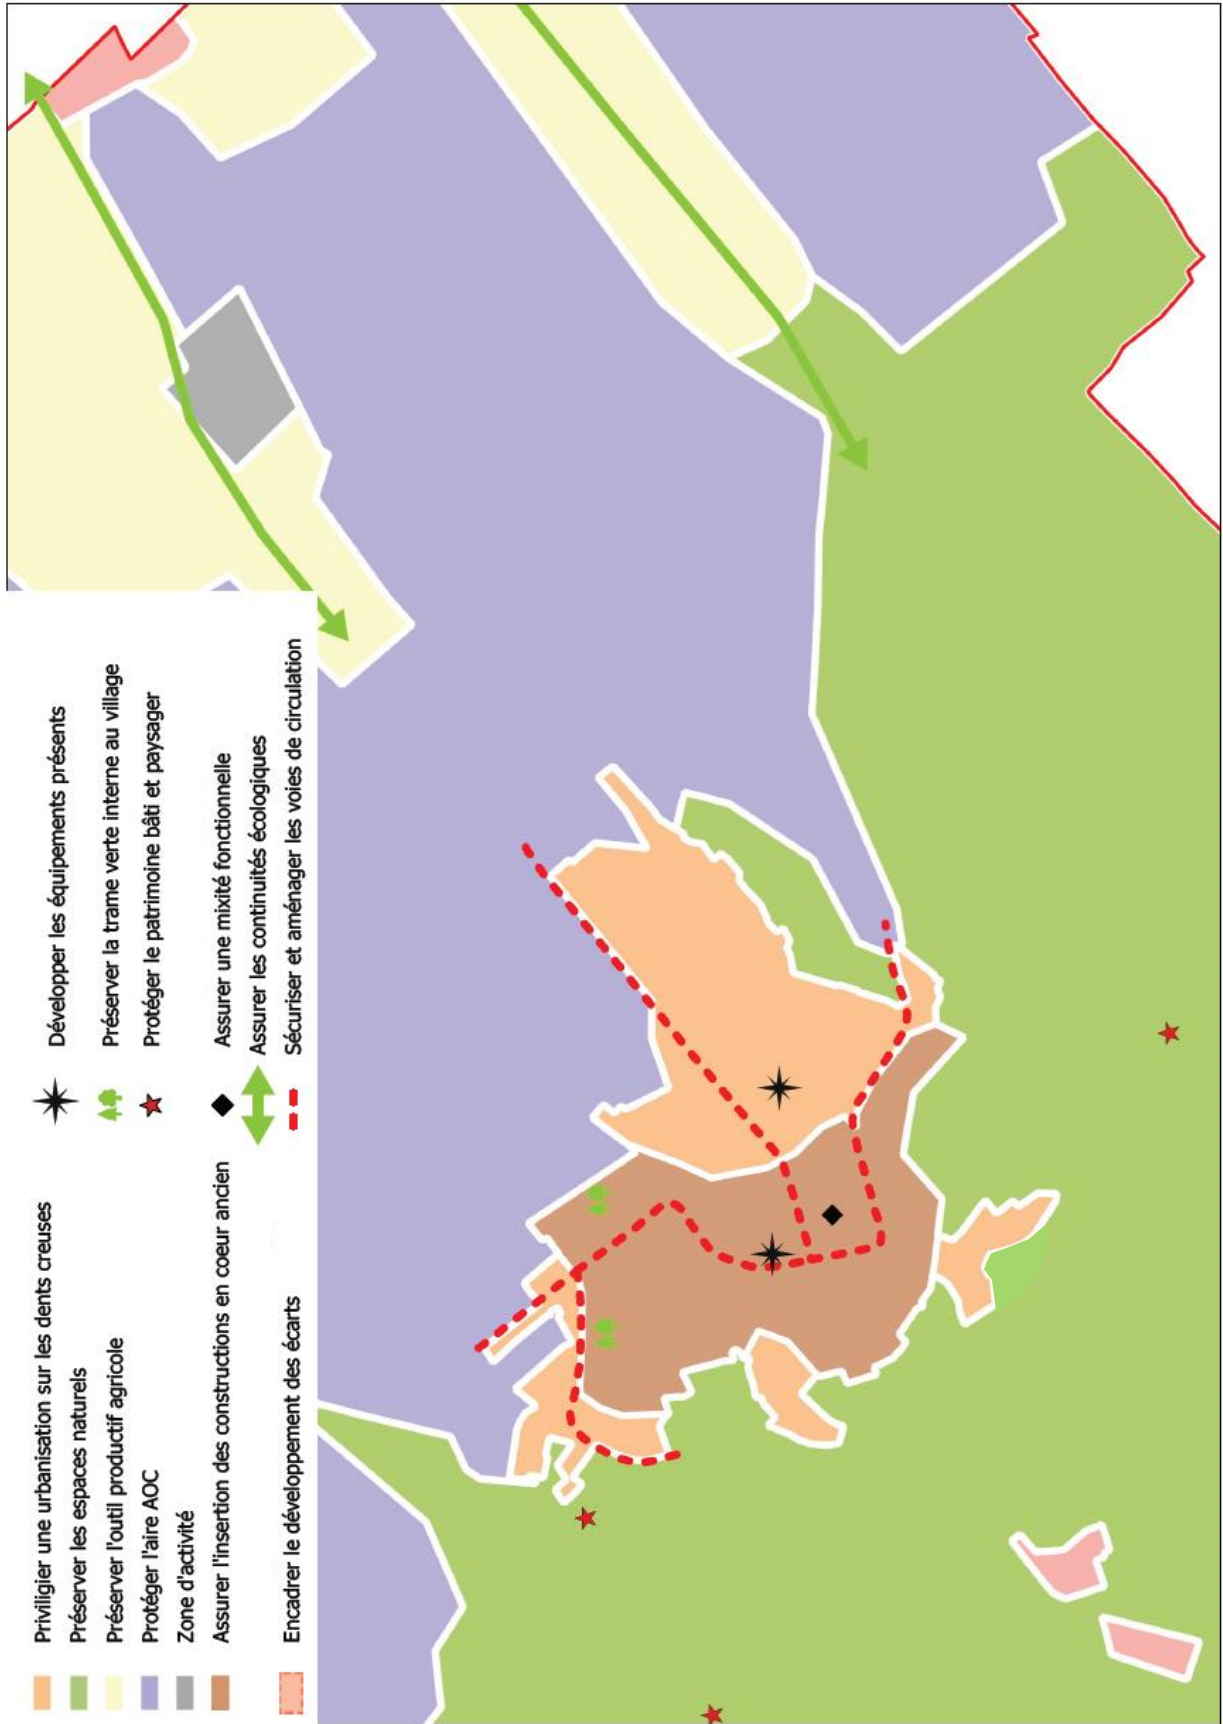 Priviligier une urbanisation sur les dents creuses
Préserver les espaces naturels
Préserver l'outil productif agricole
Protéger l'aire AOC
Zone d'activité
Assurer l'insertion des constructions en coeur ancien
Encadrer le développement des écarts
Développer les équipements présents
Préserver la trame verte interne au village
Protéger le patrimoine bâti et paysager
Assurer une mixité fonctionnelle
Assurer les continuités écologiques
Sécuriser et aménager les voies de circulation